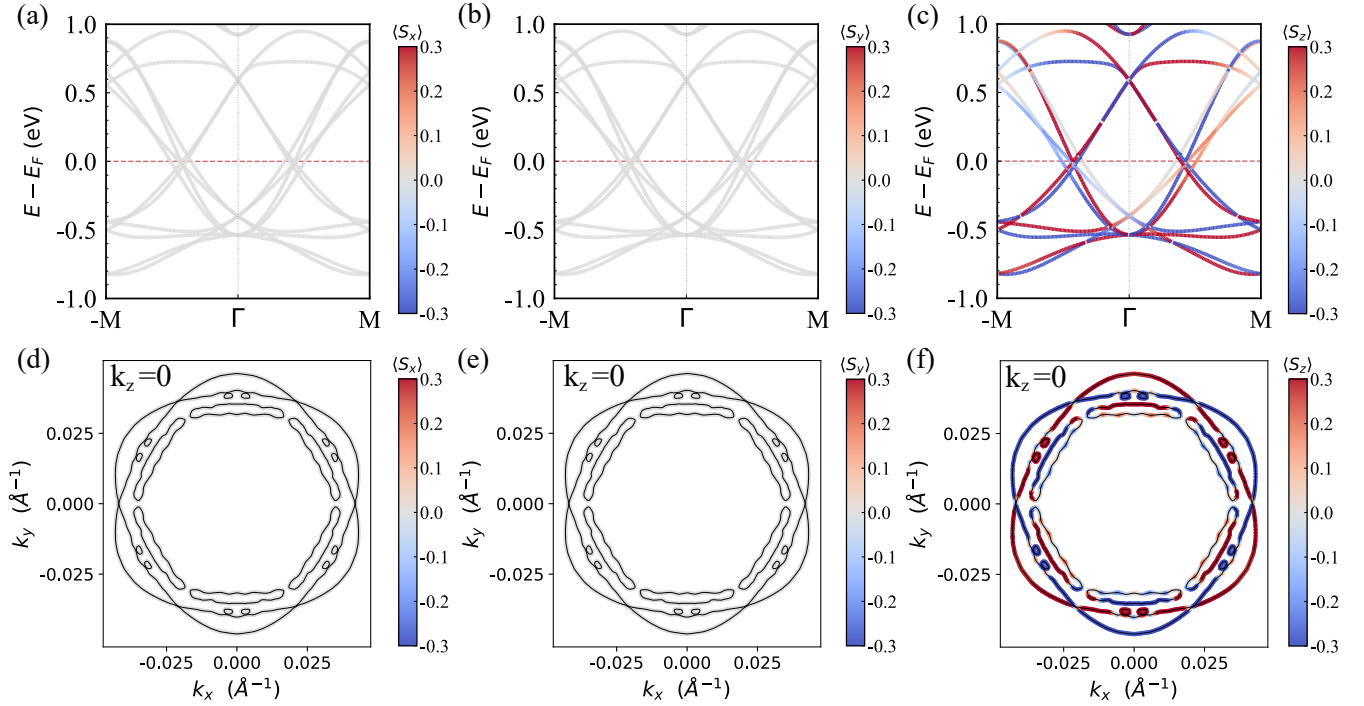 (a)
1.0
0.5
0.0
-0.5
-1.0
E − E_F (eV)
-M
Γ
M
⟨S_x⟩
0.3
0.2
0.1
0.0
-0.1
-0.2
-0.3
(b)
1.0
0.5
0.0
-0.5
-1.0
E − E_F (eV)
-M
Γ
M
⟨S_y⟩
0.3
0.2
0.1
0.0
-0.1
-0.2
-0.3
(c)
1.0
0.5
0.0
-0.5
-1.0
E − E_F (eV)
-M
Γ
M
⟨S_z⟩
0.3
0.2
0.1
0.0
-0.1
-0.2
-0.3
(d)
k_z=0
0.025
0.000
-0.025
k_y (Å⁻¹)
-0.025 0.000 0.025
k_x (Å⁻¹)
⟨S_x⟩
0.3
0.2
0.1
0.0
-0.1
-0.2
-0.3
(e)
k_z=0
0.025
0.000
-0.025
k_y (Å⁻¹)
-0.025 0.000 0.025
k_x (Å⁻¹)
⟨S_y⟩
0.3
0.2
0.1
0.0
-0.1
-0.2
-0.3
(f)
k_z=0
0.025
0.000
-0.025
k_y (Å⁻¹)
-0.025 0.000 0.025
k_x (Å⁻¹)
⟨S_z⟩
0.3
0.2
0.1
0.0
-0.1
-0.2
-0.3